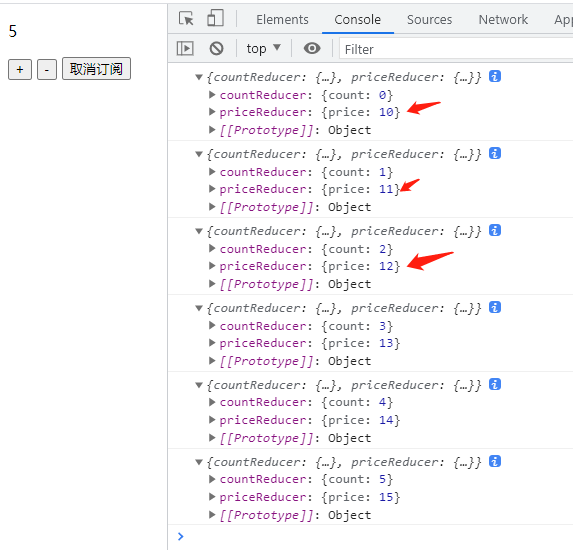 5
+ - 取消订阅
Elements Console Sources Network App
top Filter
{countReducer: {…}, priceReducer: {…}} i
countReducer: {count: 0}
priceReducer: {price: 10}
[[Prototype]]: Object
{countReducer: {…}, priceReducer: {…}} i
countReducer: {count: 1}
priceReducer: {price: 11}
[[Prototype]]: Object
{countReducer: {…}, priceReducer: {…}} i
countReducer: {count: 2}
priceReducer: {price: 12}
[[Prototype]]: Object
{countReducer: {…}, priceReducer: {…}} i
countReducer: {count: 3}
priceReducer: {price: 13}
[[Prototype]]: Object
{countReducer: {…}, priceReducer: {…}} i
countReducer: {count: 4}
priceReducer: {price: 14}
[[Prototype]]: Object
{countReducer: {…}, priceReducer: {…}} i
countReducer: {count: 5}
priceReducer: {price: 15}
[[Prototype]]: Object